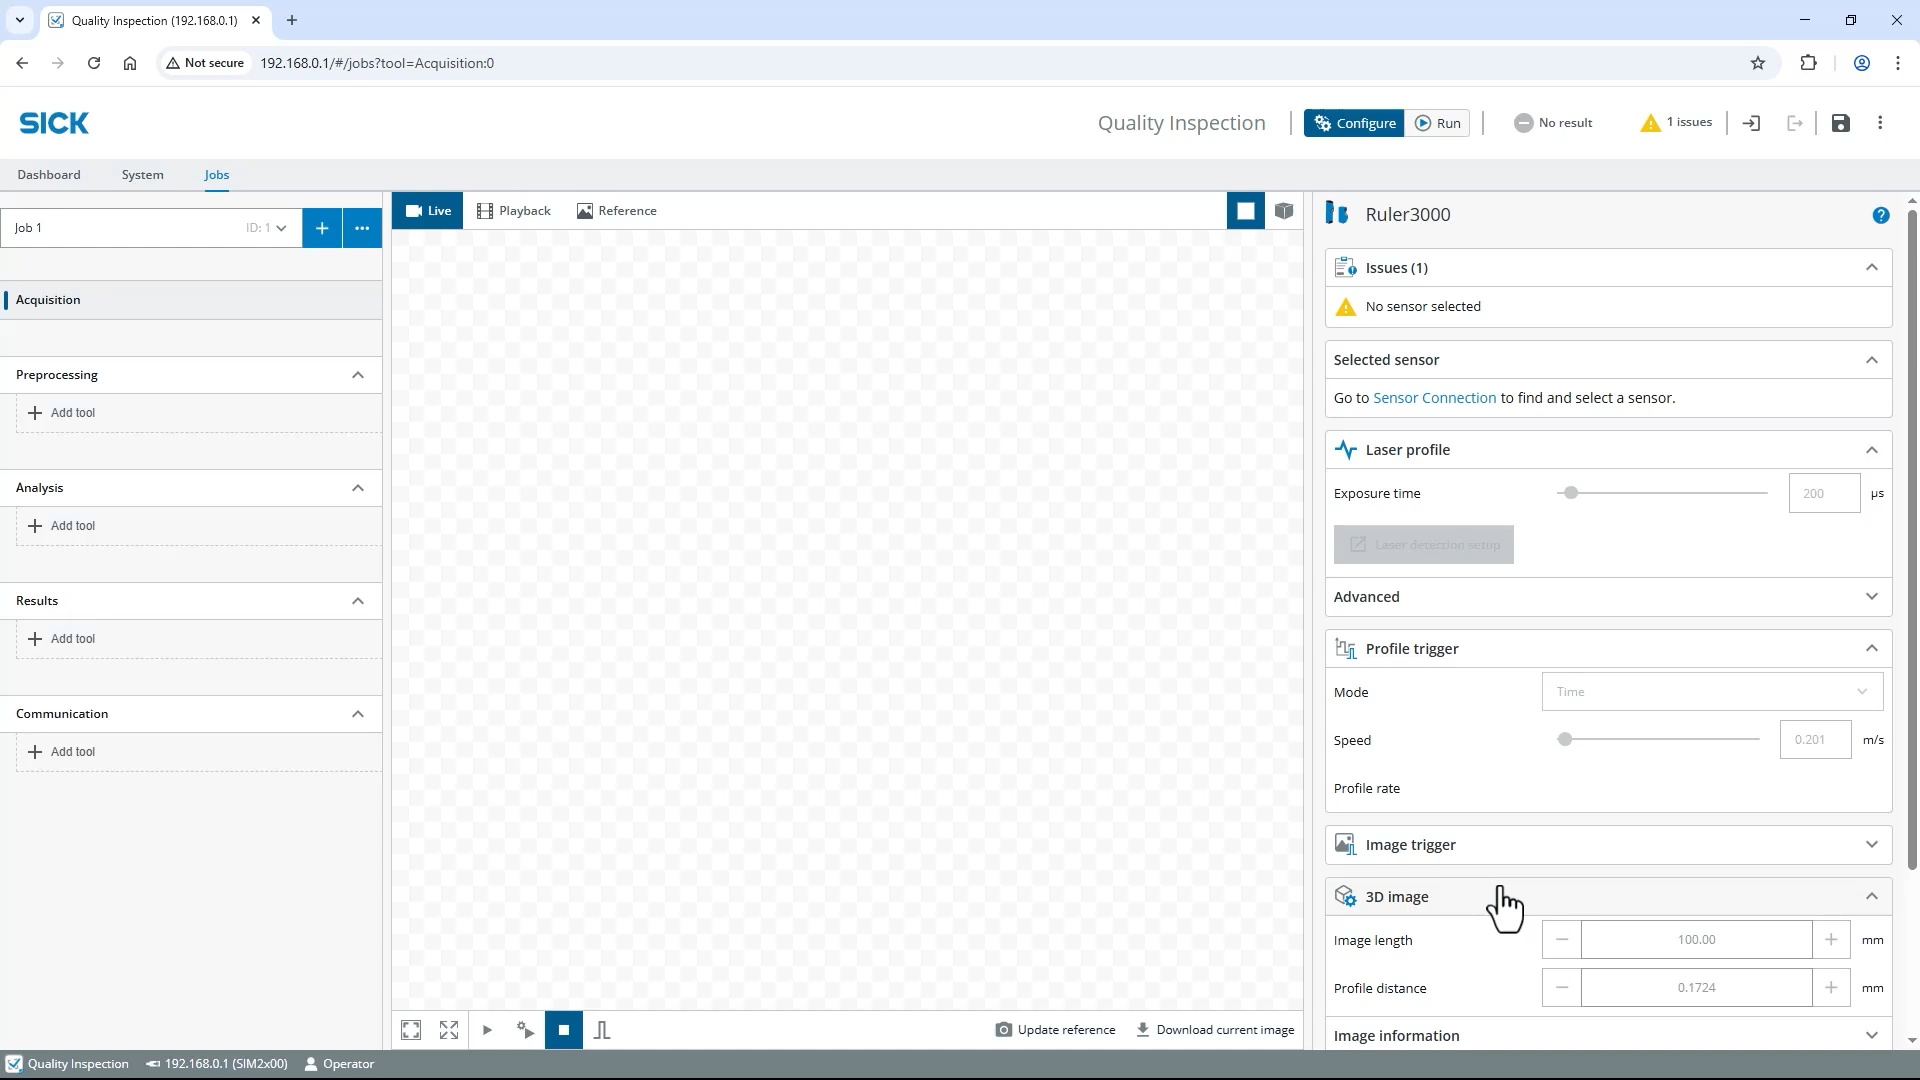 Quality Inspection (192.168.0.1)
Not secure
192.168.0.1/#/jobs?tool=Acquisition:0
SICK
Quality Inspection
Configure
Run
No result
1 issues
Dashboard
System
Jobs
Job 1
ID: 1
Live
Playback
Reference
Acquisition
Preprocessing
Add tool
Analysis
Add tool
Results
Add tool
Communication
Add tool
Update reference
Download current image
Ruler3000
Issues (1)
No sensor selected
Selected sensor
Go to Sensor Connection to find and select a sensor.
Laser profile
Exposure time
200
µs
Laser detection setup
Advanced
Profile trigger
Mode
Time
Speed
0.201
m/s
Profile rate
Image trigger
3D image
Image length
100.00
mm
Profile distance
0.1724
mm
Image information
Quality Inspection
192.168.0.1 (SIM2x00)
Operator